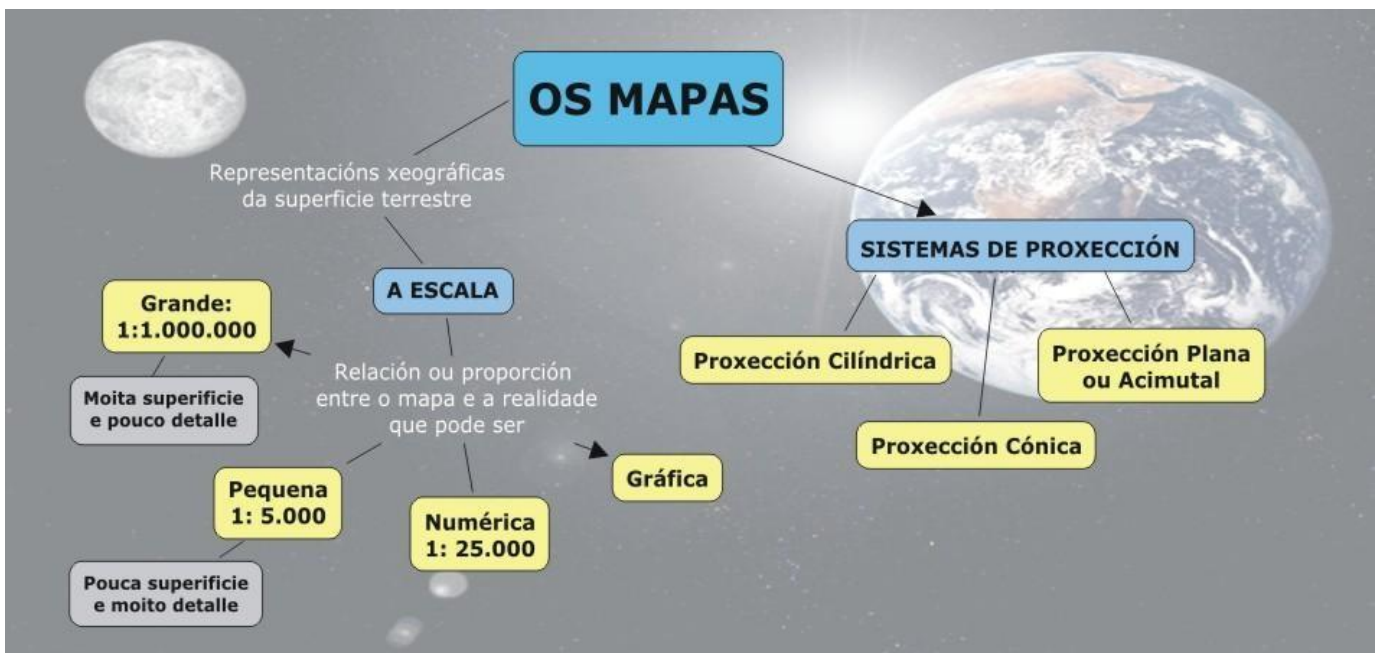 OS MAPAS
Representacións xeográficas
da superficie terrestre
SISTEMAS DE PROXECCIÓN
A ESCALA
Grande:
1:1.000.000
Moita superificie
e pouco detalle
Relación ou proporción
entre o mapa e a realidade
que pode ser
Pequena
1: 5.000
Pouca superificie
e moito detalle
Numérica
1: 25.000
Gráfica
Proxección Cilíndrica
Proxección Cónica
Proxección Plana
ou Acimutal